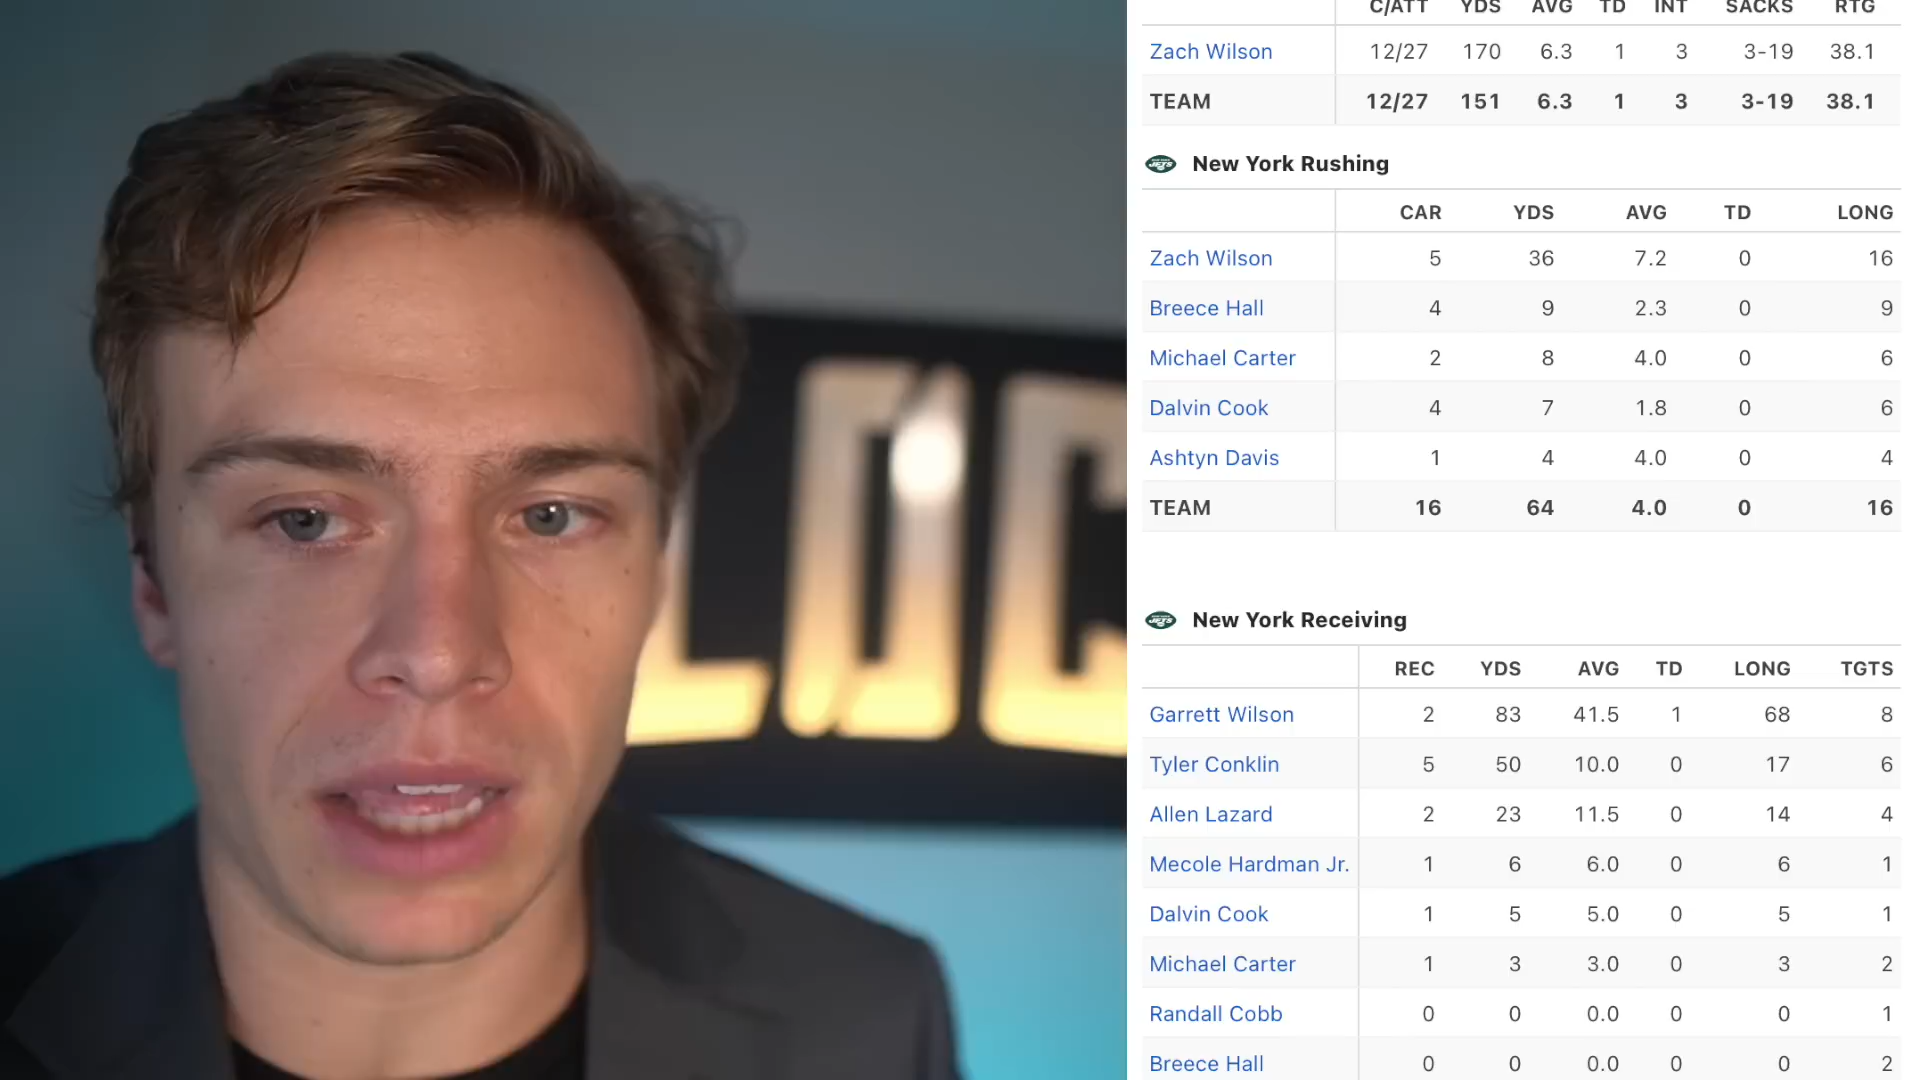 LOC
C/ATT YDS AVG TD INT SACKS RTG
Zach Wilson 12/27 170 6.3 1 3 3-19 38.1
TEAM 12/27 151 6.3 1 3 3-19 38.1
JETS New York Rushing
CAR YDS AVG TD LONG
Zach Wilson 5 36 7.2 0 16
Breece Hall 4 9 2.3 0 9
Michael Carter 2 8 4.0 0 6
Dalvin Cook 4 7 1.8 0 6
Ashtyn Davis 1 4 4.0 0 4
TEAM 16 64 4.0 0 16
JETS New York Receiving
REC YDS AVG TD LONG TGTS
Garrett Wilson 2 83 41.5 1 68 8
Tyler Conklin 5 50 10.0 0 17 6
Allen Lazard 2 23 11.5 0 14 4
Mecole Hardman Jr. 1 6 6.0 0 6 1
Dalvin Cook 1 5 5.0 0 5 1
Michael Carter 1 3 3.0 0 3 2
Randall Cobb 0 0 0.0 0 0 1
Breece Hall 0 0 0.0 0 0 2